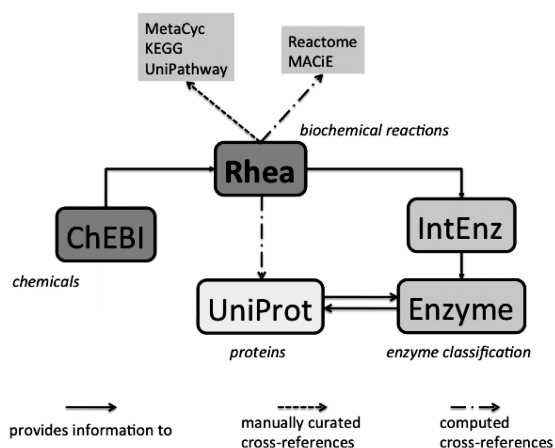 MetaCyc
KEGG
UniPathway
Reactome
MACiE
biochemical reactions
Rhea
ChEBI
IntEnz
chemicals
UniProt
Enzyme
proteins
enzyme classification
provides information to
manually curated
cross-references
computed
cross-references